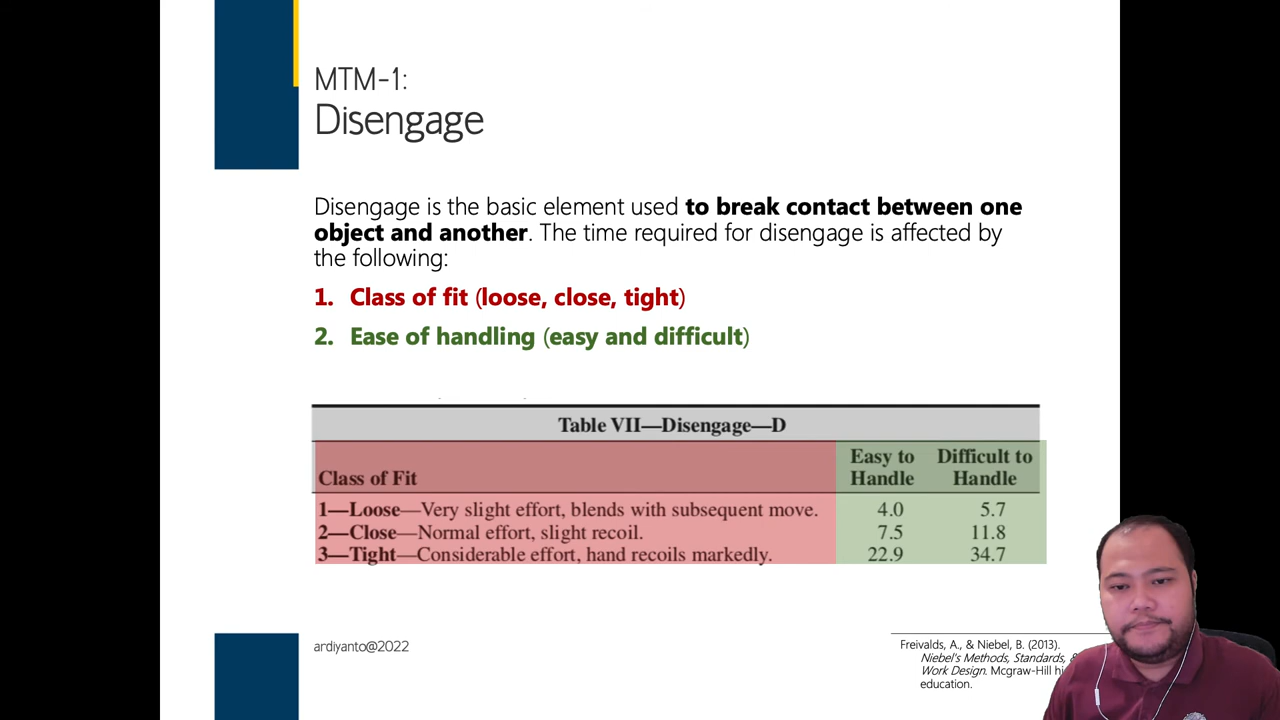 MTM-1:
Disengage
Disengage is the basic element used to break contact between one
object and another. The time required for disengage is affected by
the following:
1. Class of fit (loose, close, tight)
2. Ease of handling (easy and difficult)
Table VII—Disengage—D
Class of Fit Easy to Handle Difficult to Handle
1—Loose—Very slight effort, blends with subsequent move. 4.0 5.7
2—Close—Normal effort, slight recoil. 7.5 11.8
3—Tight—Considerable effort, hand recoils markedly. 22.9 34.7
ardiyanto@2022
Freivalds, A., & Niebel, B. (2013).
Niebel's Methods, Standards, &
Work Design. Mcgraw-Hill
education.